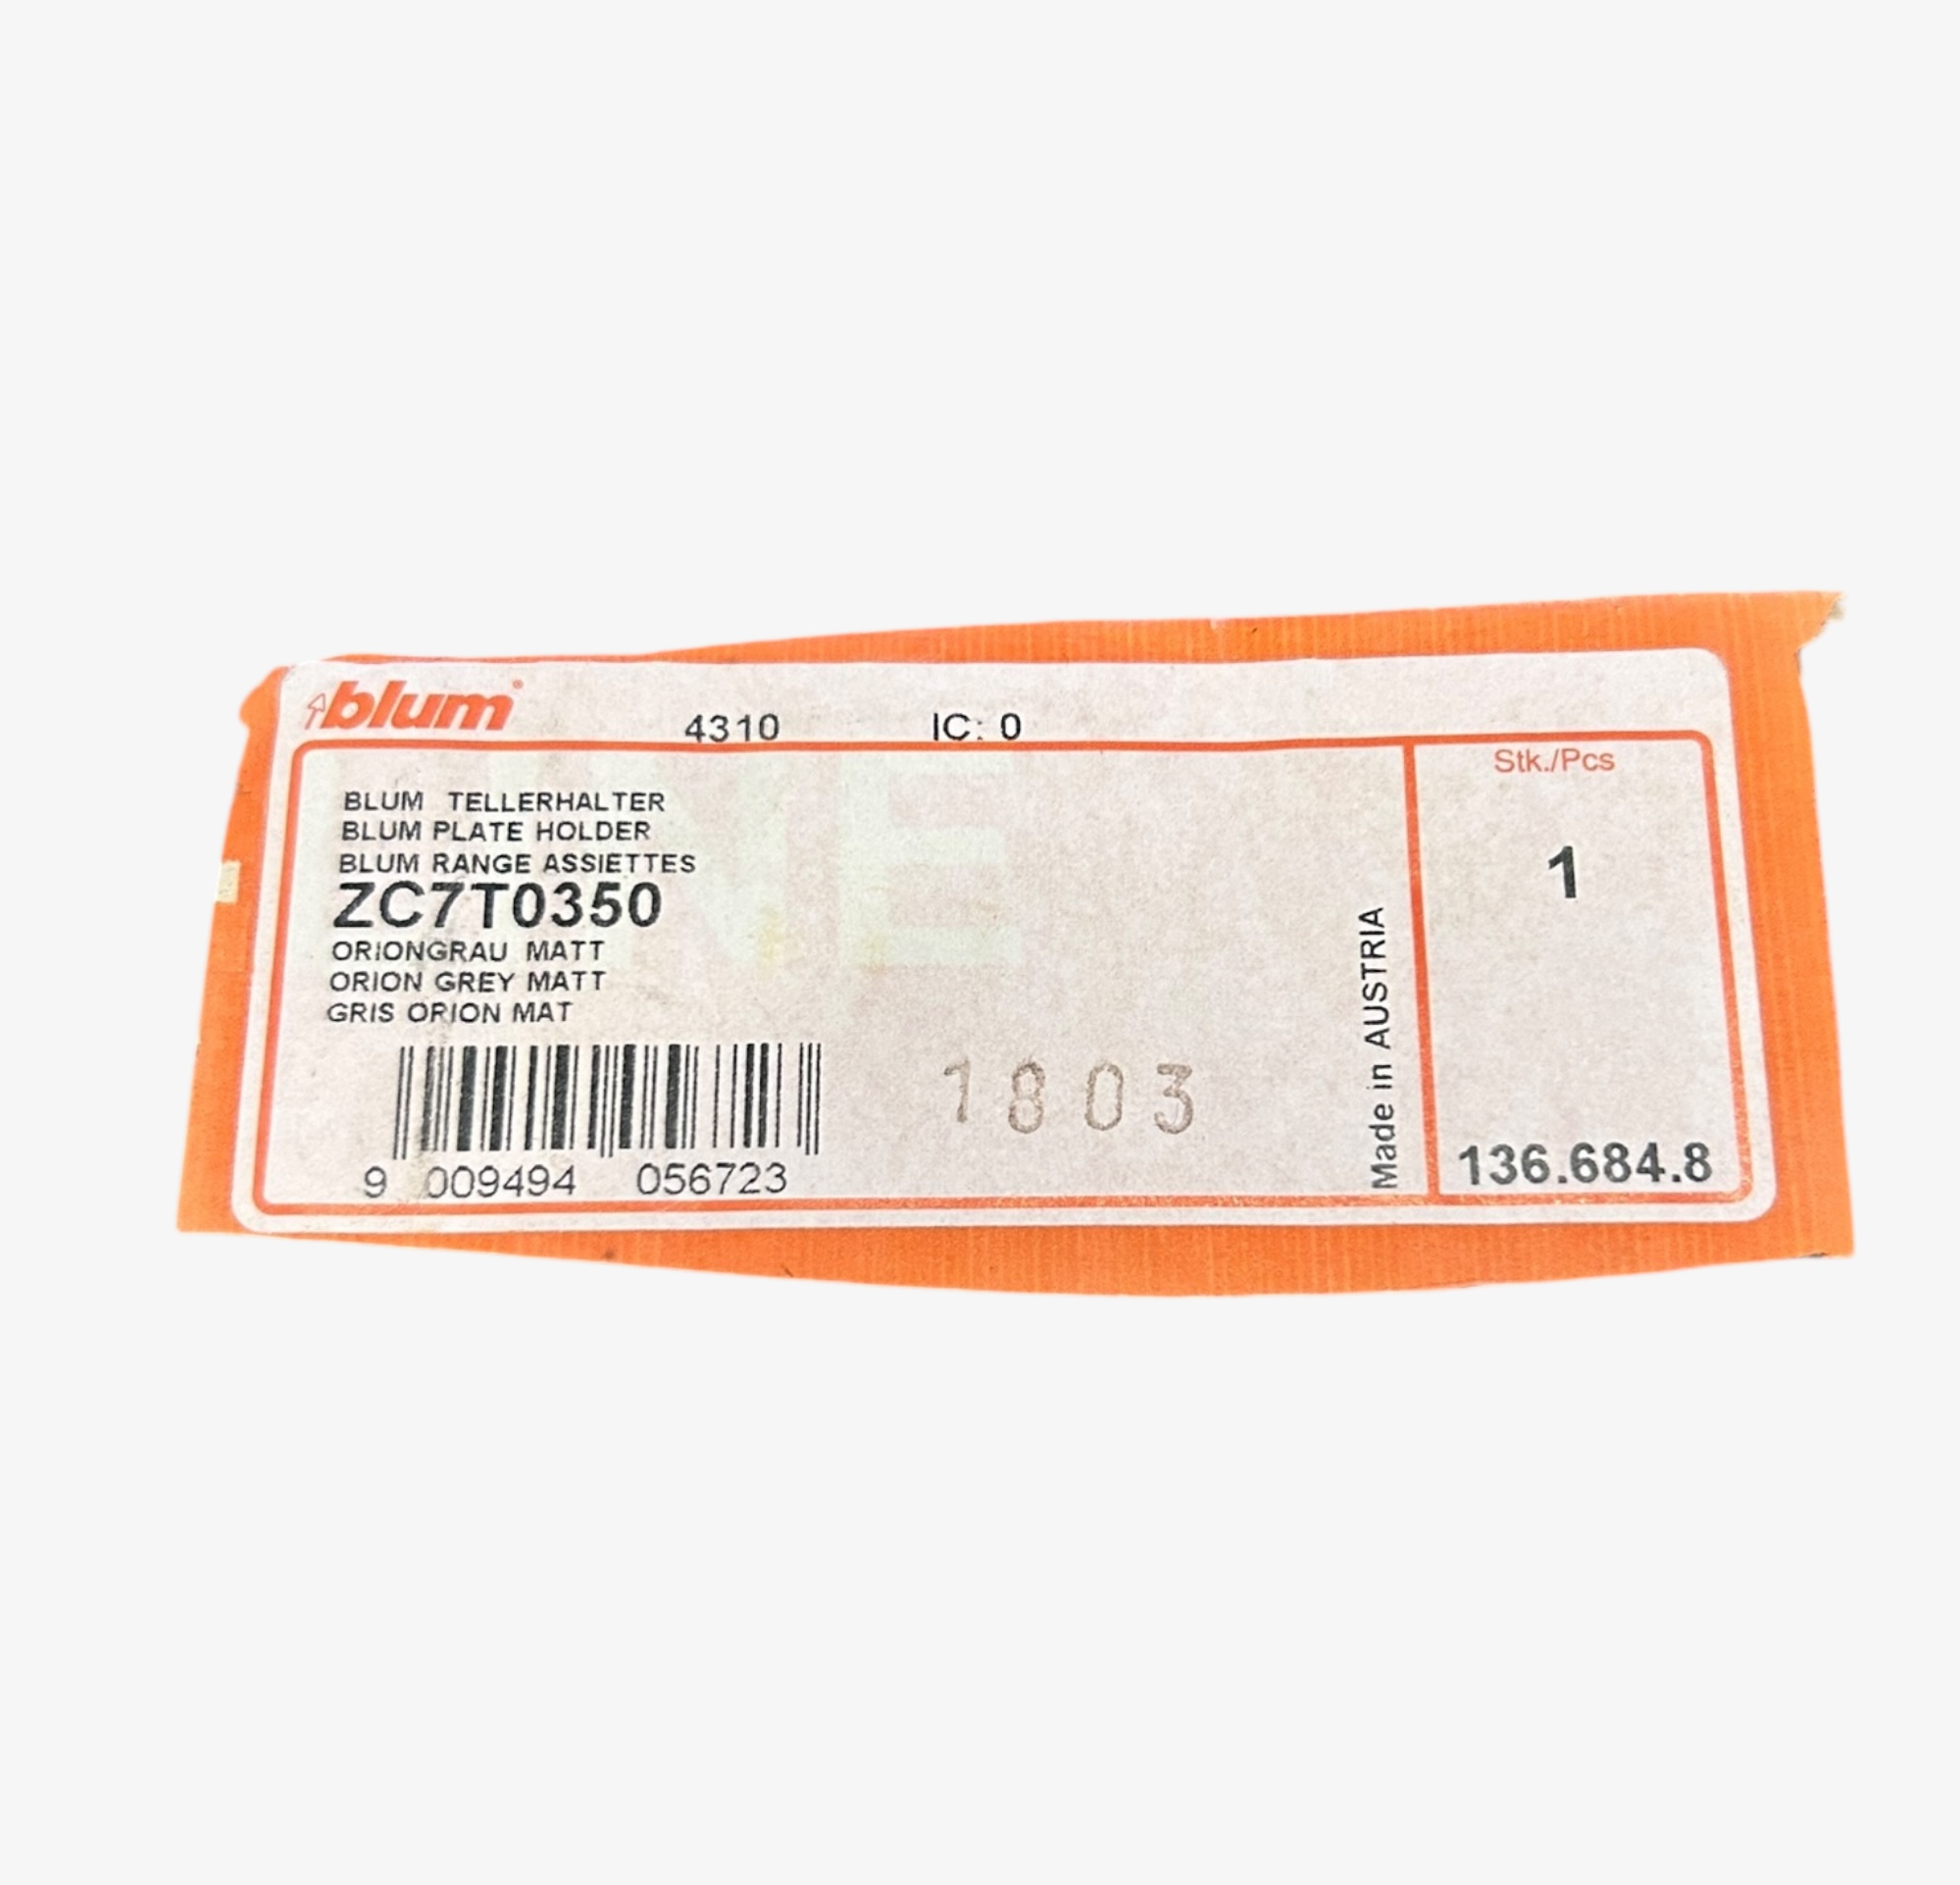 blum®
4310 IC: 0
Stk./Pcs
BLUM TELLERHALTER
BLUM PLATE HOLDER
BLUM RANGE ASSIETTES
ZC7T0350
ORIONGRAU MATT
ORION GREY MATT
GRIS ORION MAT
1
9 009494 056723
1803
Made in AUSTRIA
136.684.8